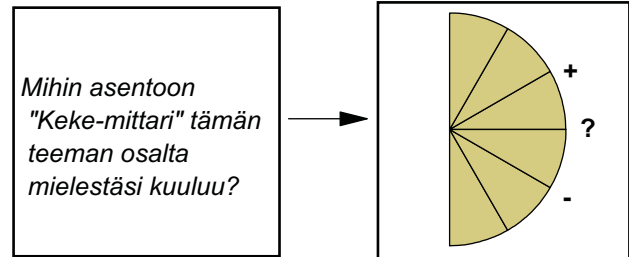 Mihin asentoon
"Keke-mittari" tämän
teeman osalta
mielestäsi kuuluu?
+
?
-